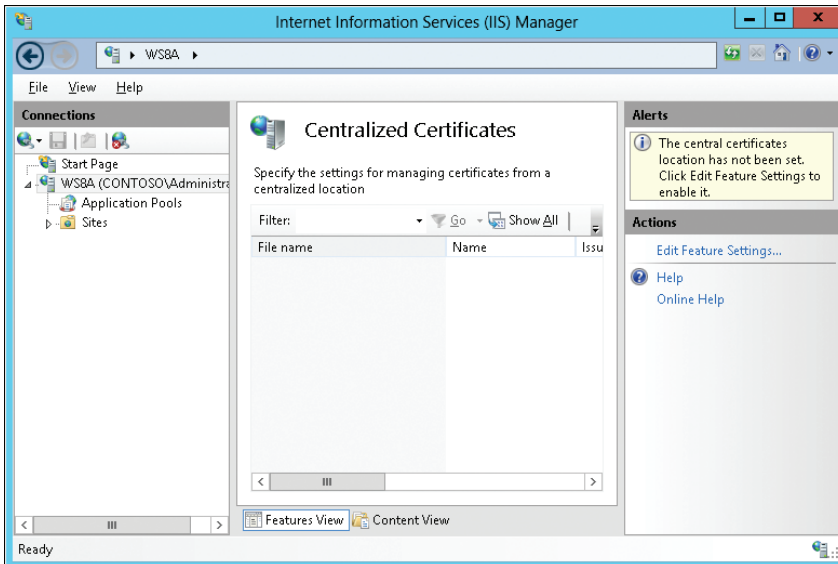 Internet Information Services (IIS) Manager
WS8A
File View Help
Connections
Start Page
WS8A (CONTOSO\Administra
Application Pools
Sites
Centralized Certificates
Specify the settings for managing certificates from a
centralized location
Filter: Go Show All
File name Name Issu
Features View Content View
Alerts
The central certificates
location has not been set.
Click Edit Feature Settings to
enable it.
Actions
Edit Feature Settings...
Help
Online Help
Ready